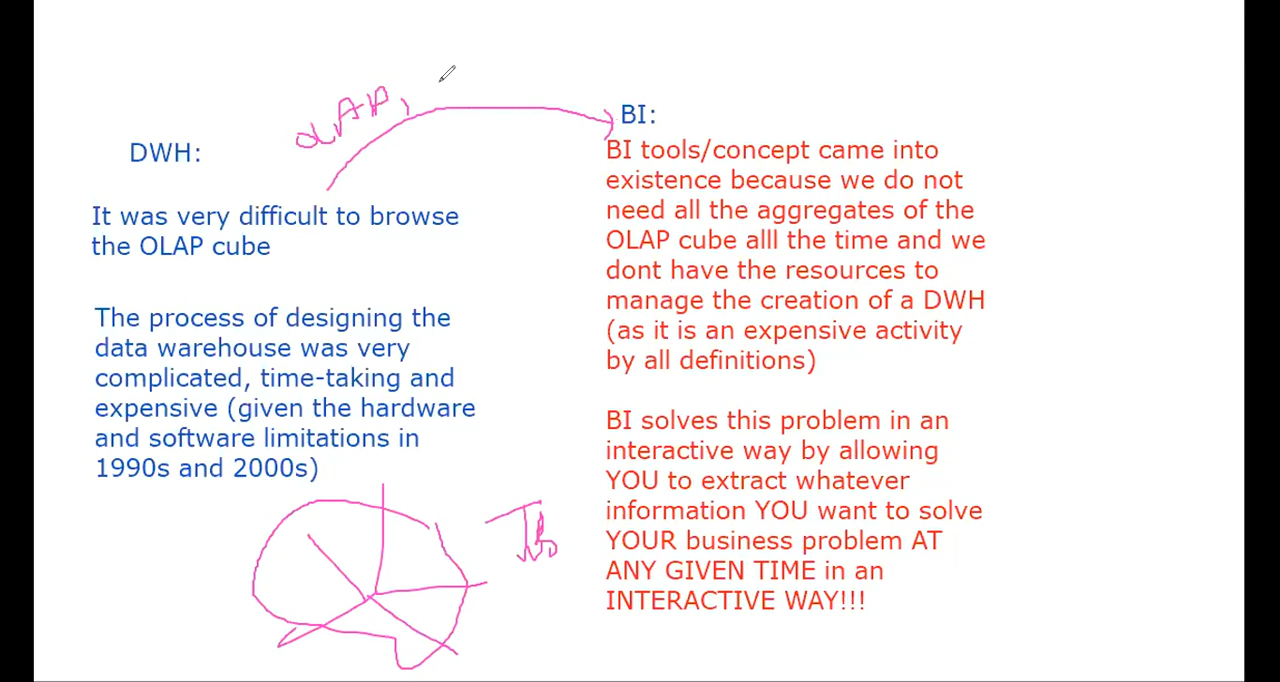 OLAP,
DWH:
It was very difficult to browse
the OLAP cube
The process of designing the
data warehouse was very
complicated, time-taking and
expensive (given the hardware
and software limitations in
1990s and 2000s)
BI:
BI tools/concept came into
existence because we do not
need all the aggregates of the
OLAP cube alll the time and we
dont have the resources to
manage the creation of a DWH
(as it is an expensive activity
by all definitions)
BI solves this problem in an
interactive way by allowing
YOU to extract whatever
information YOU want to solve
YOUR business problem AT
ANY GIVEN TIME in an
INTERACTIVE WAY!!!